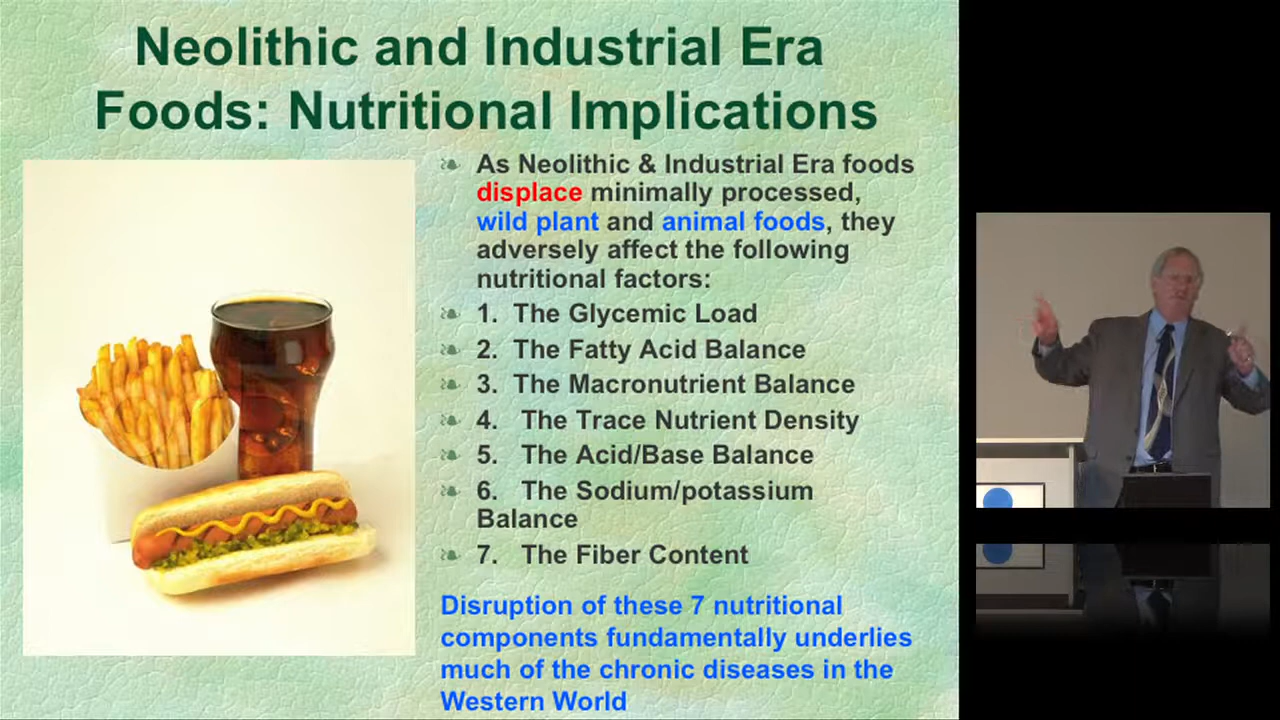 Neolithic and Industrial Era
Foods: Nutritional Implications
As Neolithic & Industrial Era foods
displace minimally processed,
wild plant and animal foods, they
adversely affect the following
nutritional factors:
1. The Glycemic Load
2. The Fatty Acid Balance
3. The Macronutrient Balance
4. The Trace Nutrient Density
5. The Acid/Base Balance
6. The Sodium/potassium
Balance
7. The Fiber Content
Disruption of these 7 nutritional
components fundamentally underlies
much of the chronic diseases in the
Western World